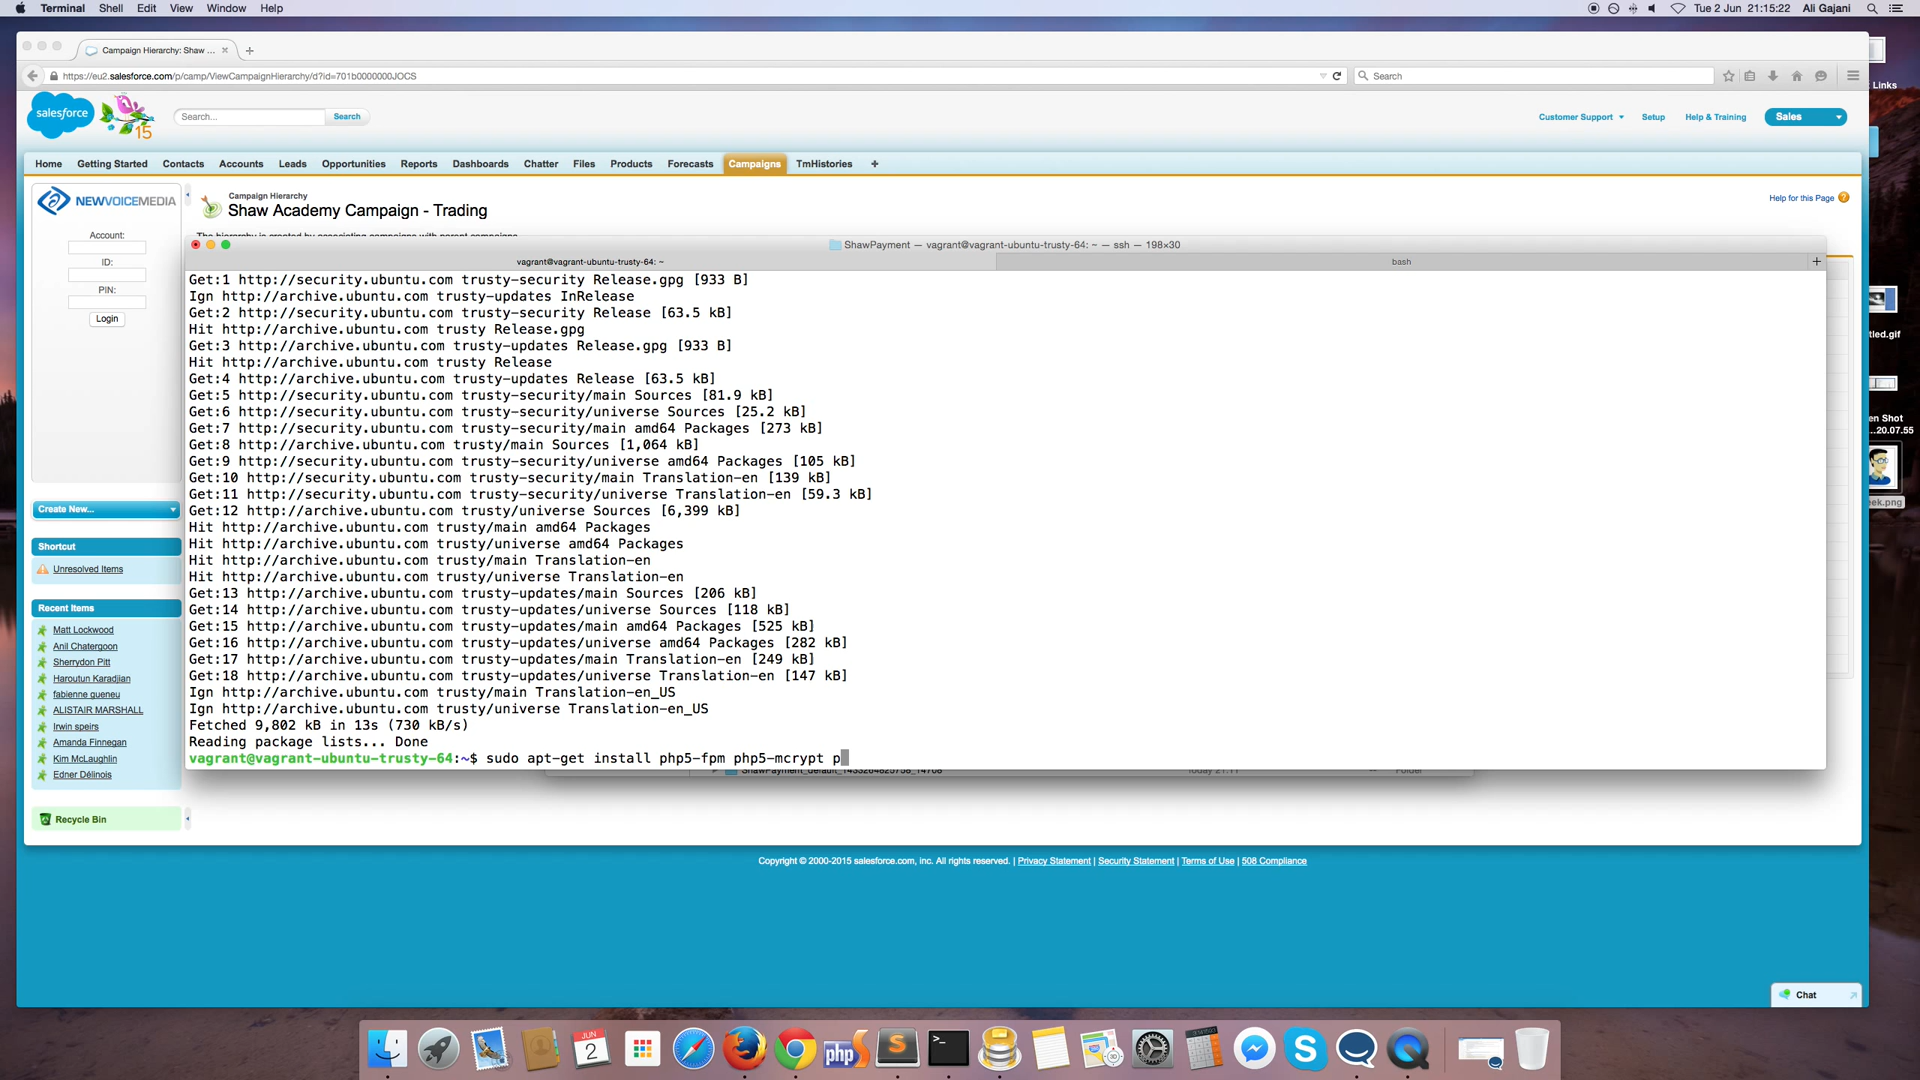 Terminal Shell Edit View Window Help Tue 2 Jun 21:15:22 Ali Gajani
Campaign Hierarchy: Shaw ...
https://eu2.salesforce.com/p/camp/ViewCampaignHierarchy/d?id=701b0000000JOCS Search
Links
salesforce 15 Search... Search Customer Support Setup Help & Training Sales
Home Getting Started Contacts Accounts Leads Opportunities Reports Dashboards Chatter Files Products Forecasts Campaigns TmHistories +
NEWVOICEMEDIA
Account:
ID:
PIN:
Login
Campaign Hierarchy
Shaw Academy Campaign - Trading
Help for this Page
ShawPayment — vagrant@vagrant-ubuntu-trusty-64: ~ — ssh — 198×30
vagrant@vagrant-ubuntu-trusty-64: ~ bash
Get:1 http://security.ubuntu.com trusty-security Release.gpg [933 B]
Ign http://archive.ubuntu.com trusty-updates InRelease
Get:2 http://security.ubuntu.com trusty-security Release [63.5 kB]
Hit http://archive.ubuntu.com trusty Release.gpg
Get:3 http://archive.ubuntu.com trusty-updates Release.gpg [933 B]
Hit http://archive.ubuntu.com trusty Release
Get:4 http://archive.ubuntu.com trusty-updates Release [63.5 kB]
Get:5 http://security.ubuntu.com trusty-security/main Sources [81.9 kB]
Get:6 http://security.ubuntu.com trusty-security/universe Sources [25.2 kB]
Get:7 http://security.ubuntu.com trusty-security/main amd64 Packages [273 kB]
Get:8 http://archive.ubuntu.com trusty/main Sources [1,064 kB]
Get:9 http://security.ubuntu.com trusty-security/universe amd64 Packages [105 kB]
Get:10 http://security.ubuntu.com trusty-security/main Translation-en [139 kB]
Get:11 http://security.ubuntu.com trusty-security/universe Translation-en [59.3 kB]
Get:12 http://archive.ubuntu.com trusty/universe Sources [6,399 kB]
Hit http://archive.ubuntu.com trusty/main amd64 Packages
Hit http://archive.ubuntu.com trusty/universe amd64 Packages
Hit http://archive.ubuntu.com trusty/main Translation-en
Hit http://archive.ubuntu.com trusty/universe Translation-en
Get:13 http://archive.ubuntu.com trusty-updates/main Sources [206 kB]
Get:14 http://archive.ubuntu.com trusty-updates/universe Sources [118 kB]
Get:15 http://archive.ubuntu.com trusty-updates/main amd64 Packages [525 kB]
Get:16 http://archive.ubuntu.com trusty-updates/universe amd64 Packages [282 kB]
Get:17 http://archive.ubuntu.com trusty-updates/main Translation-en [249 kB]
Get:18 http://archive.ubuntu.com trusty-updates/universe Translation-en [147 kB]
Ign http://archive.ubuntu.com trusty/main Translation-en_US
Ign http://archive.ubuntu.com trusty/universe Translation-en_US
Fetched 9,802 kB in 13s (730 kB/s)
Reading package lists... Done
vagrant@vagrant-ubuntu-trusty-64:~$ sudo apt-get install php5-fpm php5-mcrypt p
Create New...
Shortcut
Unresolved Items
Recent Items
Matt Lockwood
Anil Chatergoon
Sherrydon Pitt
Haroutun Karadjian
fabienne queneu
ALISTAIR MARSHALL
Irwin speirs
Amanda Finnegan
Kim McLaughlin
Edner Délinois
Recycle Bin
tled.gif
en Shot
...20.07.55
eek.png
Copyright © 2000-2015 salesforce.com, inc. All rights reserved. | Privacy Statement | Security Statement | Terms of Use | 508 Compliance
Chat
JUN
2
php
S
>_
S